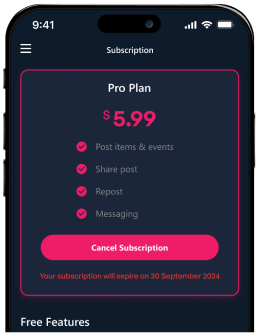 9:41
Subscription
Pro Plan
$5.99
Post items & events
Share post
Repost
Messaging
Cancel Subscription
Your subscription will expire on 30 September 2024
Free Features